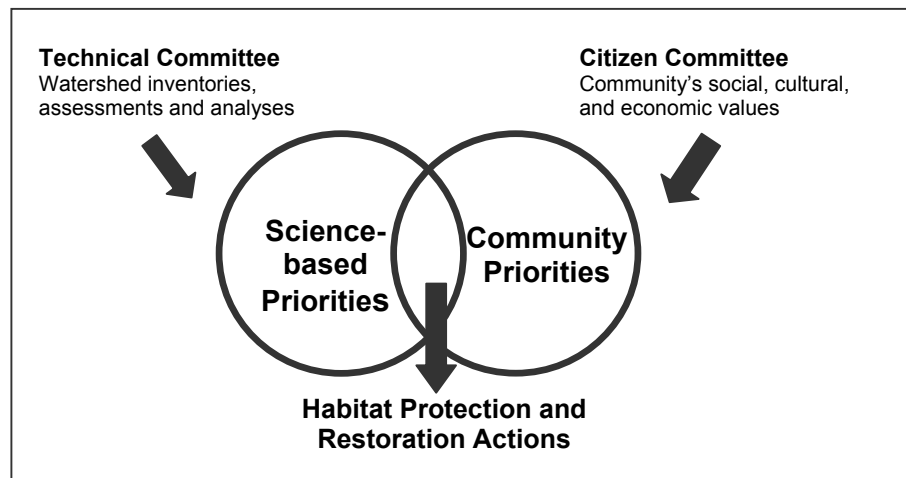 Technical Committee
Watershed inventories,
assessments and analyses
Citizen Committee
Community’s social, cultural,
and economic values
Science-
based
Priorities
Community
Priorities
Habitat Protection and
Restoration Actions